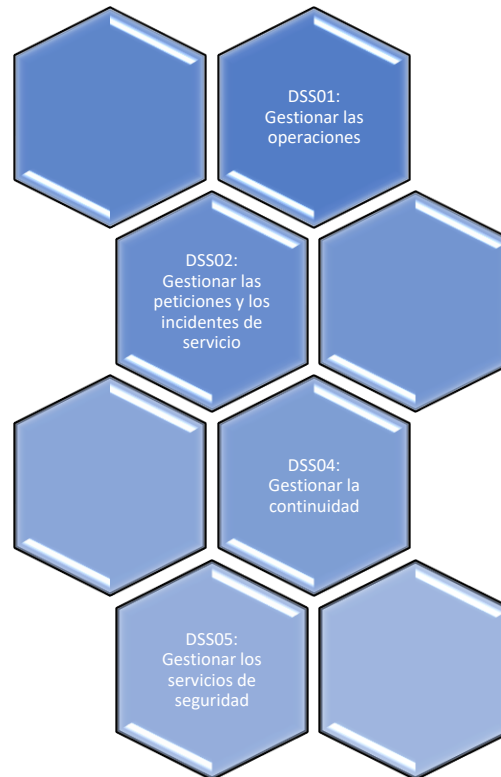 DSS01:
Gestionar las
operaciones
DSS02:
Gestionar las
peticiones y los
incidentes de
servicio
DSS04:
Gestionar la
continuidad
DSS05:
Gestionar los
servicios de
seguridad